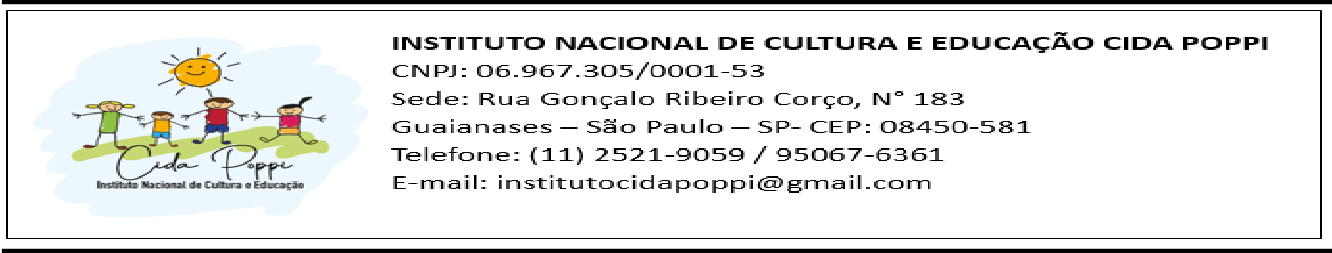 INSTITUTO NACIONAL DE CULTURA E EDUCAÇÃO CIDA POPPI
CNPJ: 06.967.305/0001-53
Sede: Rua Gonçalo Ribeiro Corço, N° 183
Guaianases – São Paulo – SP- CEP: 08450-581
Telefone: (11) 2521-9059 / 95067-6361
E-mail: institutocidapoppi@gmail.com
Cida Poppi
Instituto Nacional de Cultura e Educação